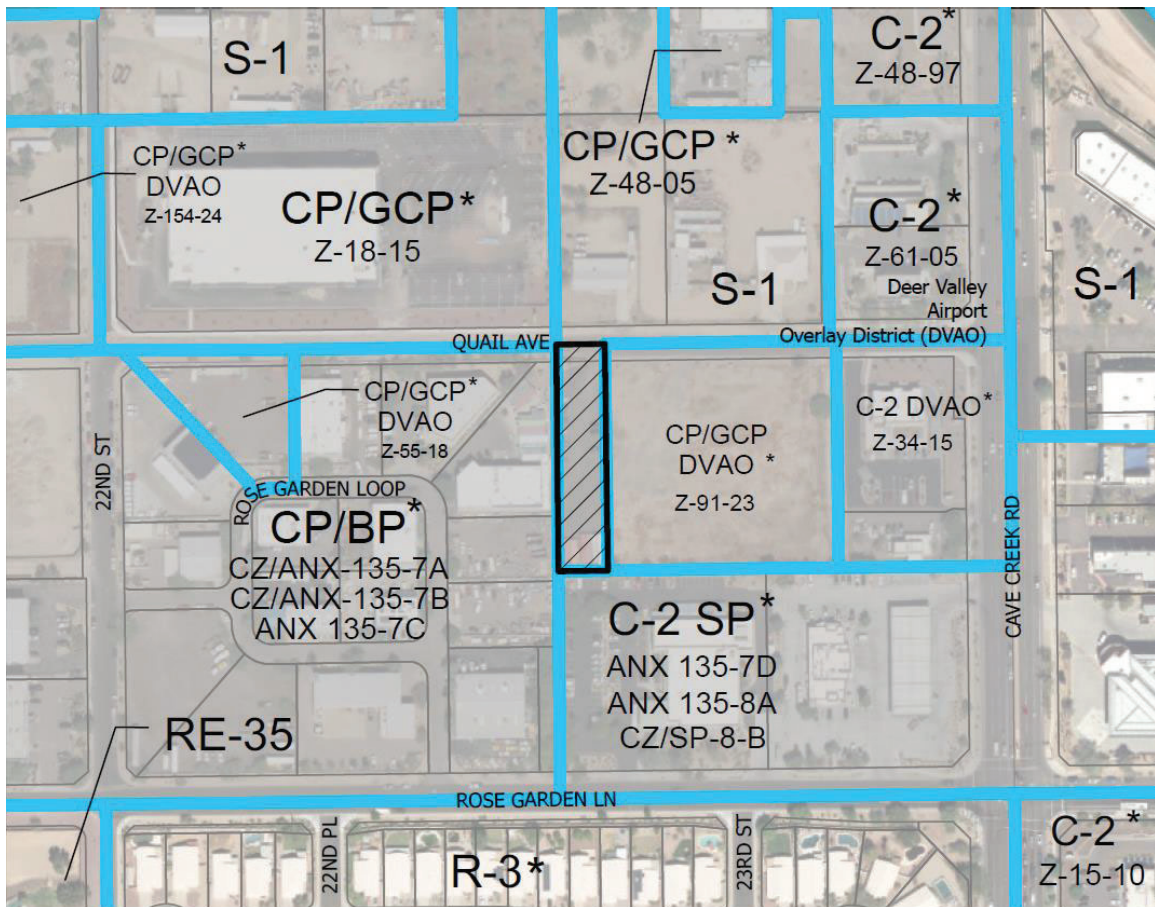 S-1
C-2*
Z-48-97
CP/GCP*
DVAO
Z-154-24
CP/GCP*
Z-18-15
CP/GCP*
Z-48-05
S-1
C-2*
Z-61-05
Deer Valley
Airport
Overlay District (DVAO)
S-1
QUAIL AVE
22ND ST
CP/GCP*
DVAO
Z-55-18
ROSE GARDEN LOOP
CP/BP*
CZ/ANX-135-7A
CZ/ANX-135-7B
ANX 135-7C
CP/GCP
DVAO *
Z-91-23
C-2 DVAO*
Z-34-15
CAVE CREEK RD
C-2 SP*
ANX 135-7D
ANX 135-8A
CZ/SP-8-B
RE-35
ROSE GARDEN LN
22ND PL
R-3*
23RD ST
C-2 *
Z-15-10